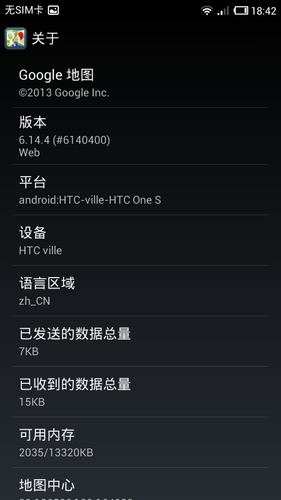 无SIM卡 18:42
关于
Google 地图
©2013 Google Inc.
版本
6.14.4 (#6140400)
Web
平台
android:HTC-ville-HTC One S
设备
HTC ville
语言区域
zh_CN
已发送的数据总量
7KB
已收到的数据总量
15KB
可用内存
2035/13320KB
地图中心